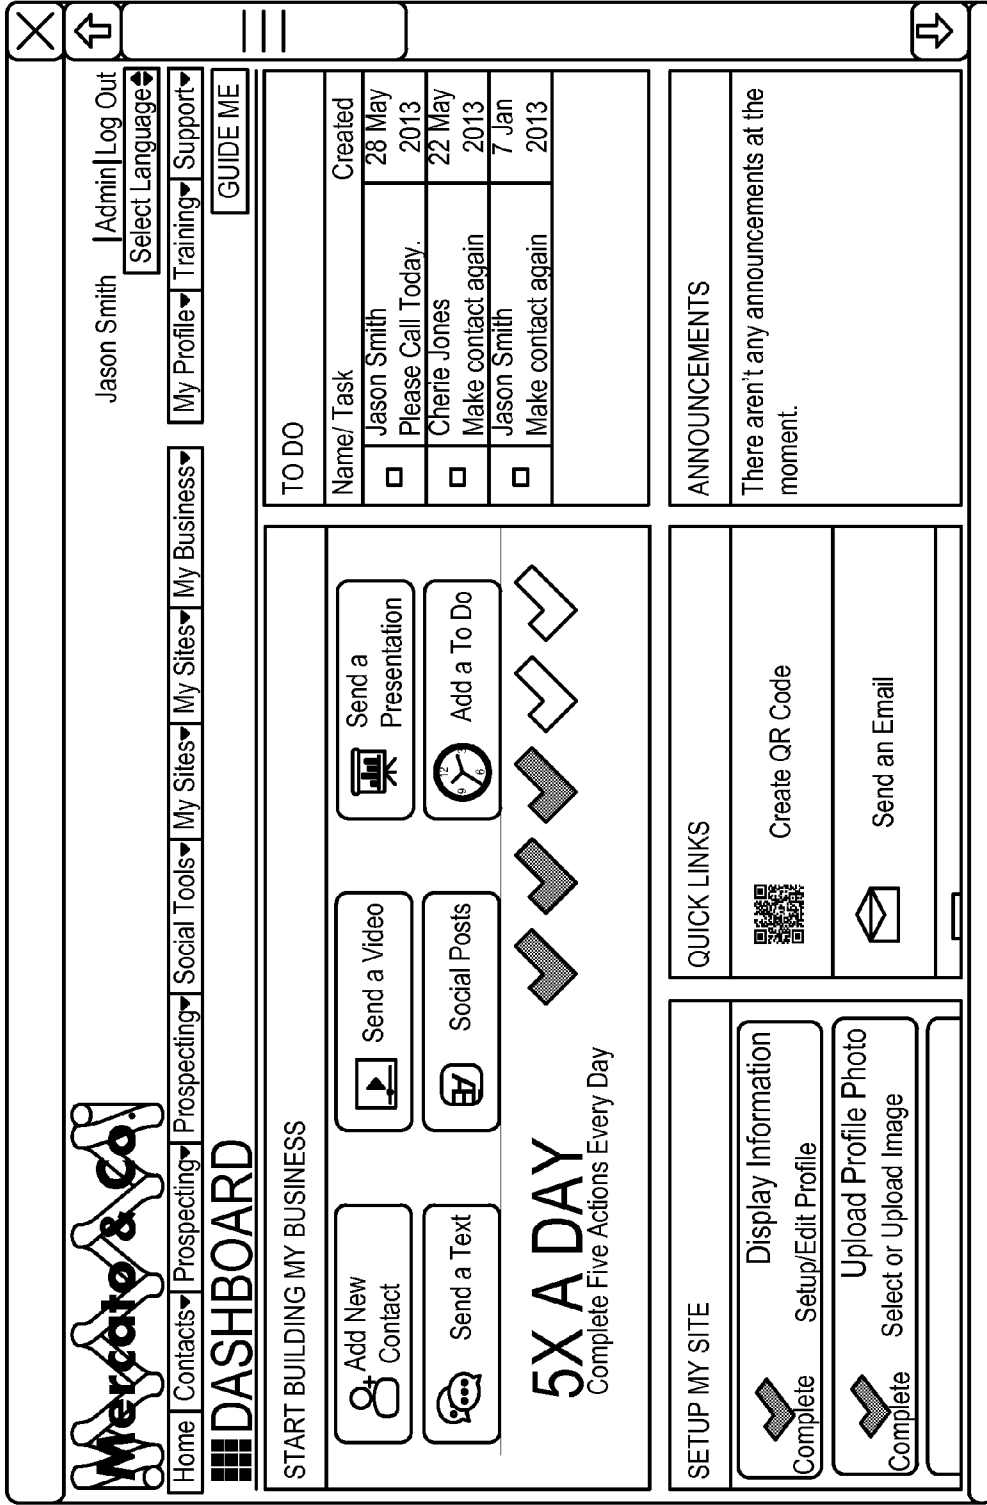 Mercato & Co.
Jason Smith | Admin | Log Out
Select Language
Home Contacts Prospecting Prospecting Social Tools My Sites My Sites My Business My Profile Training Support
DASHBOARD
GUIDE ME
START BUILDING MY BUSINESS
Add New
Contact
Send a Video
Send a
Presentation
Send a Text
Social Posts
Æ
Add a To Do
12
3
6
9
5X A DAY
Complete Five Actions Every Day
TO DO
Name/ Task Created
Jason Smith 28 May
Please Call Today. 2013
Cherie Jones 22 May
Make contact again 2013
Jason Smith 7 Jan
Make contact again 2013
SETUP MY SITE
Display Information
Complete Setup/Edit Profile
Upload Profile Photo
Complete Select or Upload Image
QUICK LINKS
Create QR Code
Send an Email
ANNOUNCEMENTS
There aren't any announcements at the
moment.